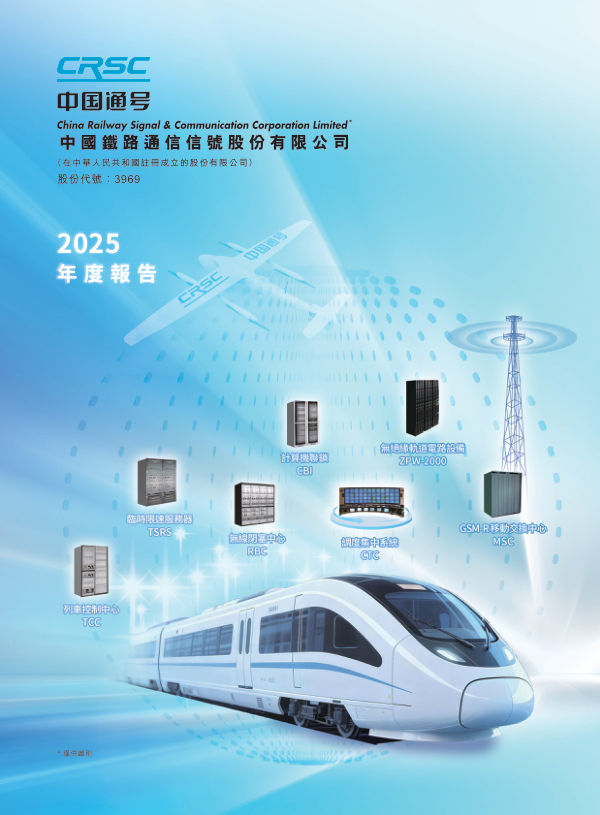 CRSC
中国通号
China Railway Signal & Communication Corporation Limited*
中國鐵路通信信號股份有限公司
（在中華人民共和國註冊成立的股份有限公司）
股份代號：3969
2025
年度報告
CRSC 中国通号
計算機聯鎖
CBI
無絕緣軌道電路設備
ZPW-2000
臨時限速服務器
TSRS
無線閉塞中心
RBC
調度集中系統
CTC
GSM-R移動交換中心
MSC
列車控制中心
TCC
* 僅供識別